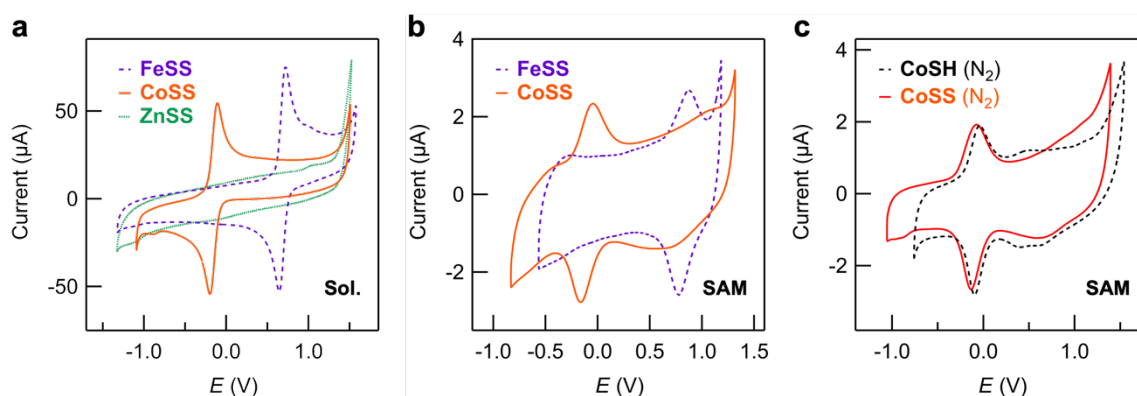 a
FeSS
CoSS
ZnSS
50
0
-50
Current (µA)
Sol.
-1.0
0.0
1.0
E (V)
b
FeSS
CoSS
4
2
0
-2
Current (µA)
SAM
-1.0
-0.5
0.0
0.5
1.0
1.5
E (V)
c
CoSH (N2)
CoSS (N2)
4
2
0
-2
Current (µA)
SAM
-1.0
0.0
1.0
E (V)